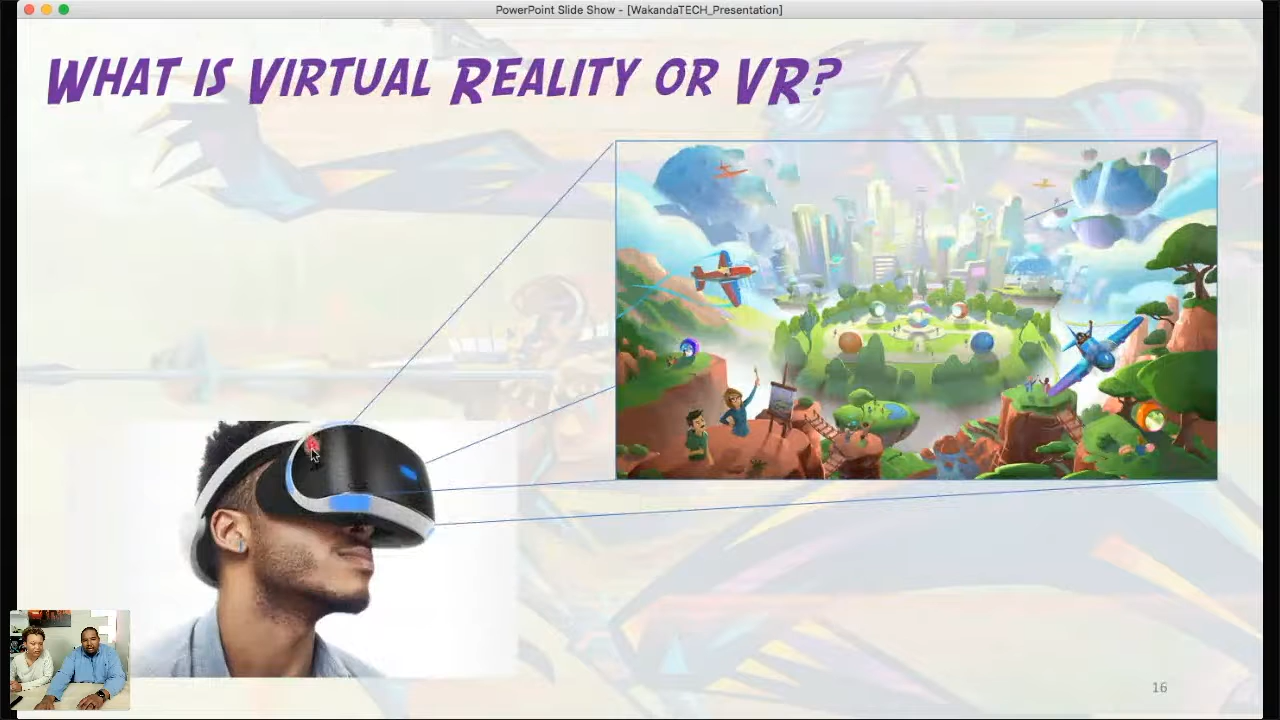 PowerPoint Slide Show - [WakandaTECH_Presentation]
What is Virtual Reality or VR?
16